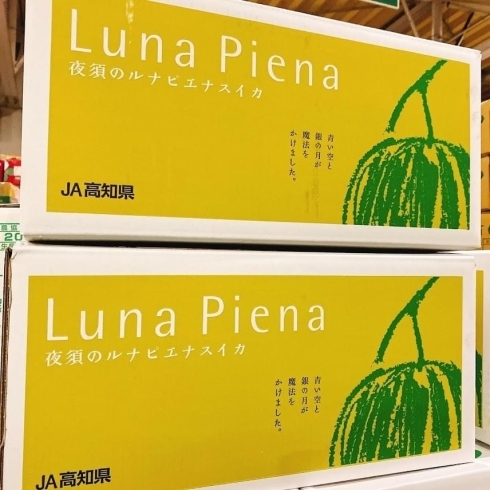 Luna Piena
夜須のルナピエナスイカ
青い空と
銀の月が
魔法を
かけました。
JA高知県
20
Luna Piena
夜須のルナピエナスイカ
青い空と
銀の月が
魔法を
かけました。
JA高知県